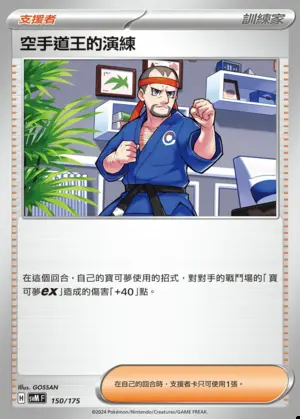 支援者 訓練家
空手道王的演練
在這個回合,自己的寶可夢使用的招式,對對手的戰鬥場的「寶
可夢ex」造成的傷害「+40」點。
Illus. GOSSAN
H SVM F 150/175
在自己的回合時,支援者卡只可使用1張。
©2024 Pokémon/Nintendo/Creatures/GAME FREAK.